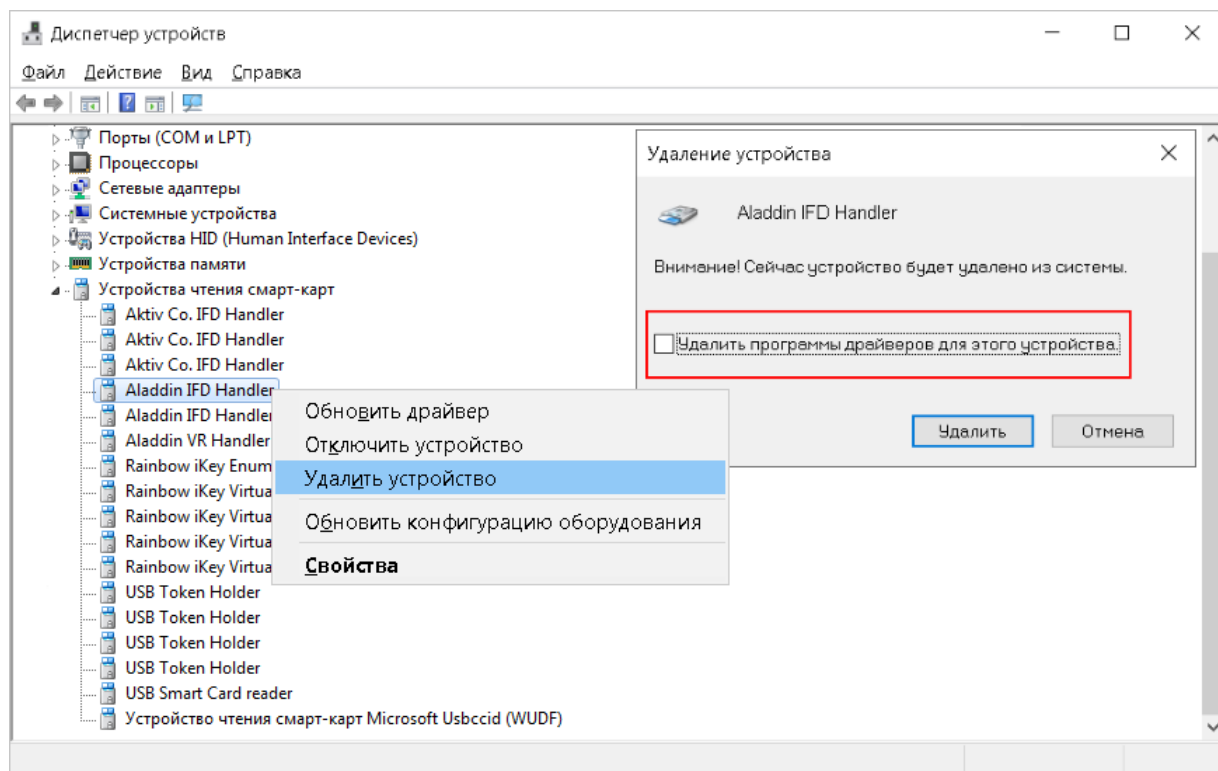 Диспетчер устройств
Файл Действие Вид Справка
Порты (COM и LPT)
Процессоры
Сетевые адаптеры
Системные устройства
Устройства HID (Human Interface Devices)
Устройства памяти
Устройства чтения смарт-карт
Aktiv Co. IFD Handler
Aktiv Co. IFD Handler
Aktiv Co. IFD Handler
Aladdin IFD Handler
Aladdin IFD Handler
Aladdin VR Handler
Rainbow iKey Enum
Rainbow iKey Virtua
Rainbow iKey Virtua
Rainbow iKey Virtua
Rainbow iKey Virtua
USB Token Holder
USB Token Holder
USB Token Holder
USB Token Holder
USB Smart Card reader
Устройство чтения смарт-карт Microsoft Usbccid (WUDF)
Обновить драйвер
Отключить устройство
Удалить устройство
Обновить конфигурацию оборудования
Свойства
Удаление устройства
Aladdin IFD Handler
Внимание! Сейчас устройство будет удалено из системы.
Удалить программы драйверов для этого устройства.
Удалить Отмена